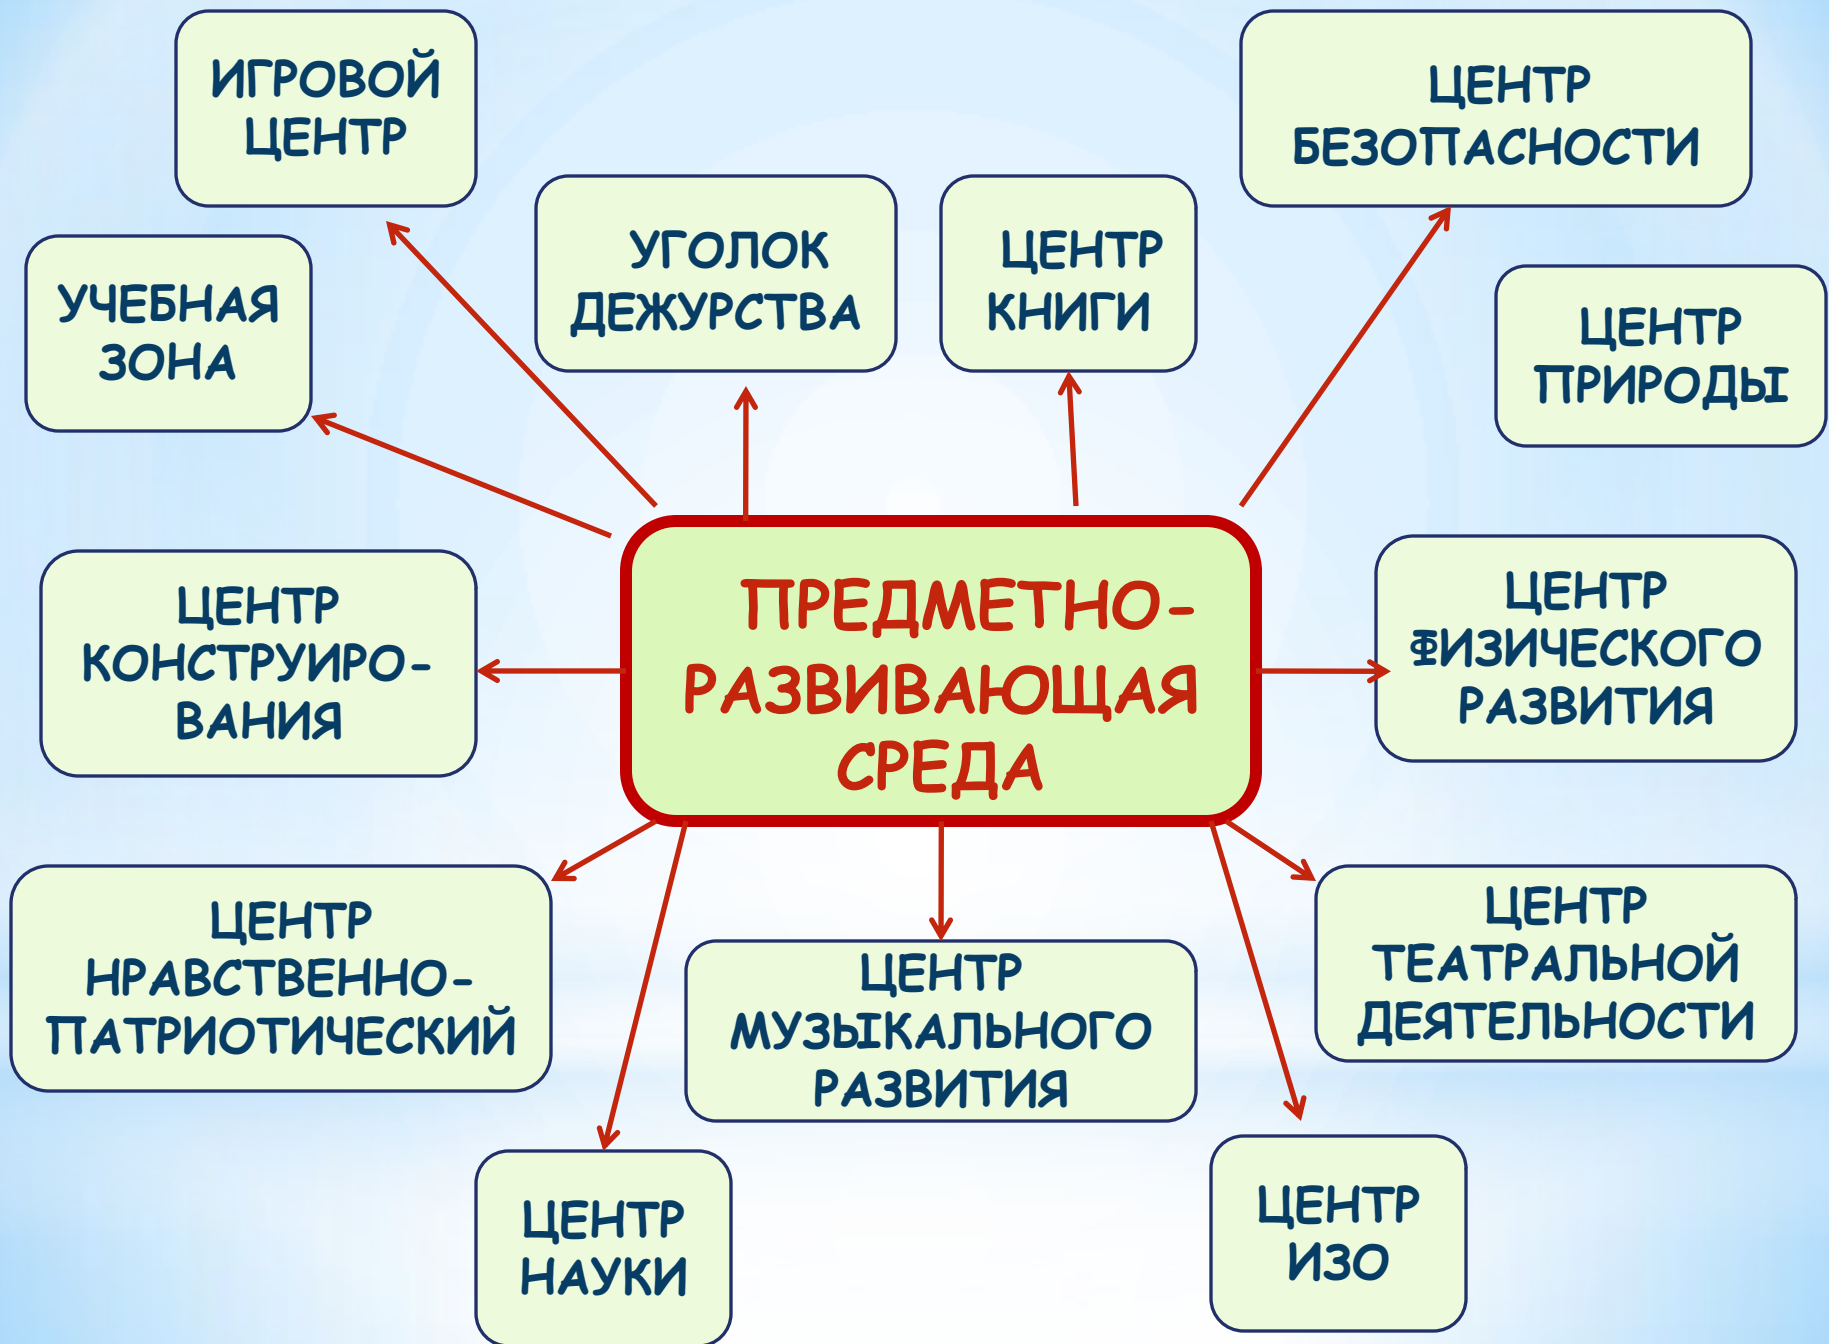 ИГРОВОЙ
ЦЕНТР
ЦЕНТР
БЕЗОПАСНОСТИ
УГОЛОК
ДЕЖУРСТВА
ЦЕНТР
КНИГИ
УЧЕБНАЯ
ЗОНА
ЦЕНТР
ПРИРОДЫ
ЦЕНТР
КОНСТРУИРО-
ВАНИЯ
ПРЕДМЕТНО-
РАЗВИВАЮЩАЯ
СРЕДА
ЦЕНТР
ФИЗИЧЕСКОГО
РАЗВИТИЯ
ЦЕНТР
НРАВСТВЕННО-
ПАТРИОТИЧЕСКИЙ
ЦЕНТР
МУЗЫКАЛЬНОГО
РАЗВИТИЯ
ЦЕНТР
ТЕАТРАЛЬНОЙ
ДЕЯТЕЛЬНОСТИ
ЦЕНТР
НАУКИ
ЦЕНТР
ИЗО